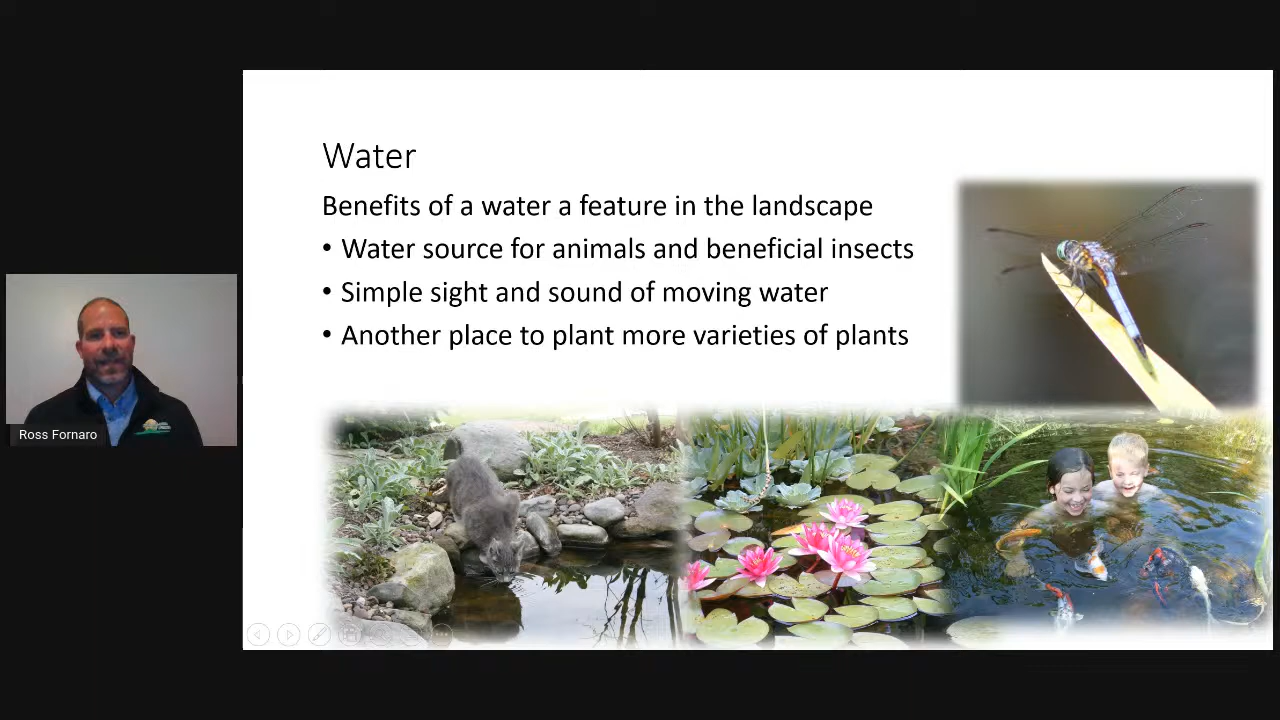 Water
Benefits of a water a feature in the landscape
• Water source for animals and beneficial insects
• Simple sight and sound of moving water
• Another place to plant more varieties of plants
Ross Fornaro